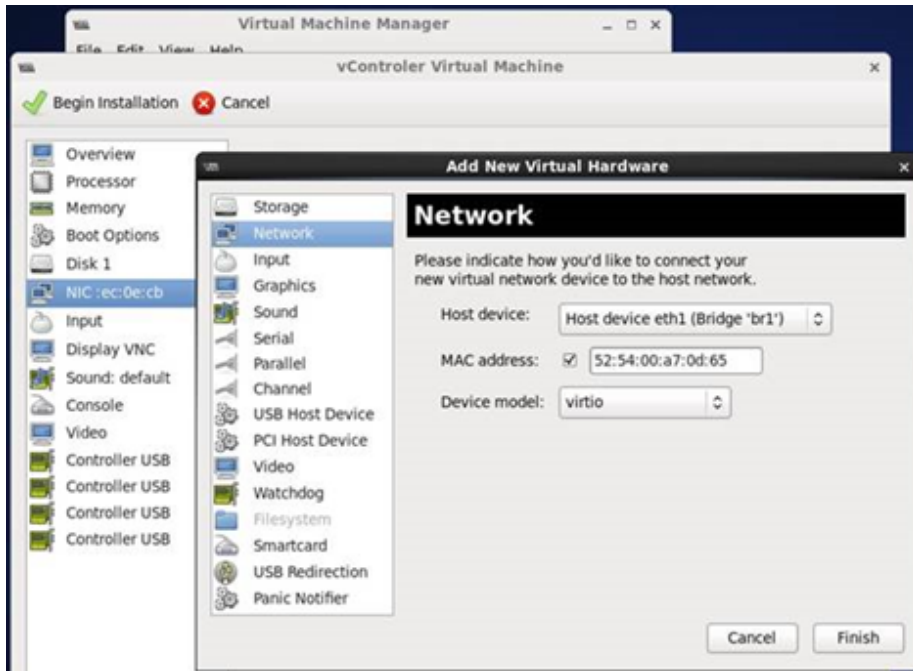 Virtual Machine Manager
File Edit View Help
vControler Virtual Machine
Begin Installation Cancel
Overview
Processor
Memory
Boot Options
Disk 1
NIC :ec:0e:cb
Input
Display VNC
Sound: default
Console
Video
Controller USB
Controller USB
Controller USB
Controller USB
Add New Virtual Hardware
Storage
Network
Input
Graphics
Sound
Serial
Parallel
Channel
USB Host Device
PCI Host Device
Video
Watchdog
Filesystem
Smartcard
USB Redirection
Panic Notifier
Network
Please indicate how you'd like to connect your
new virtual network device to the host network.
Host device: Host device eth1 (Bridge 'br1')
MAC address: 52:54:00:a7:0d:65
Device model: virtio
Cancel Finish